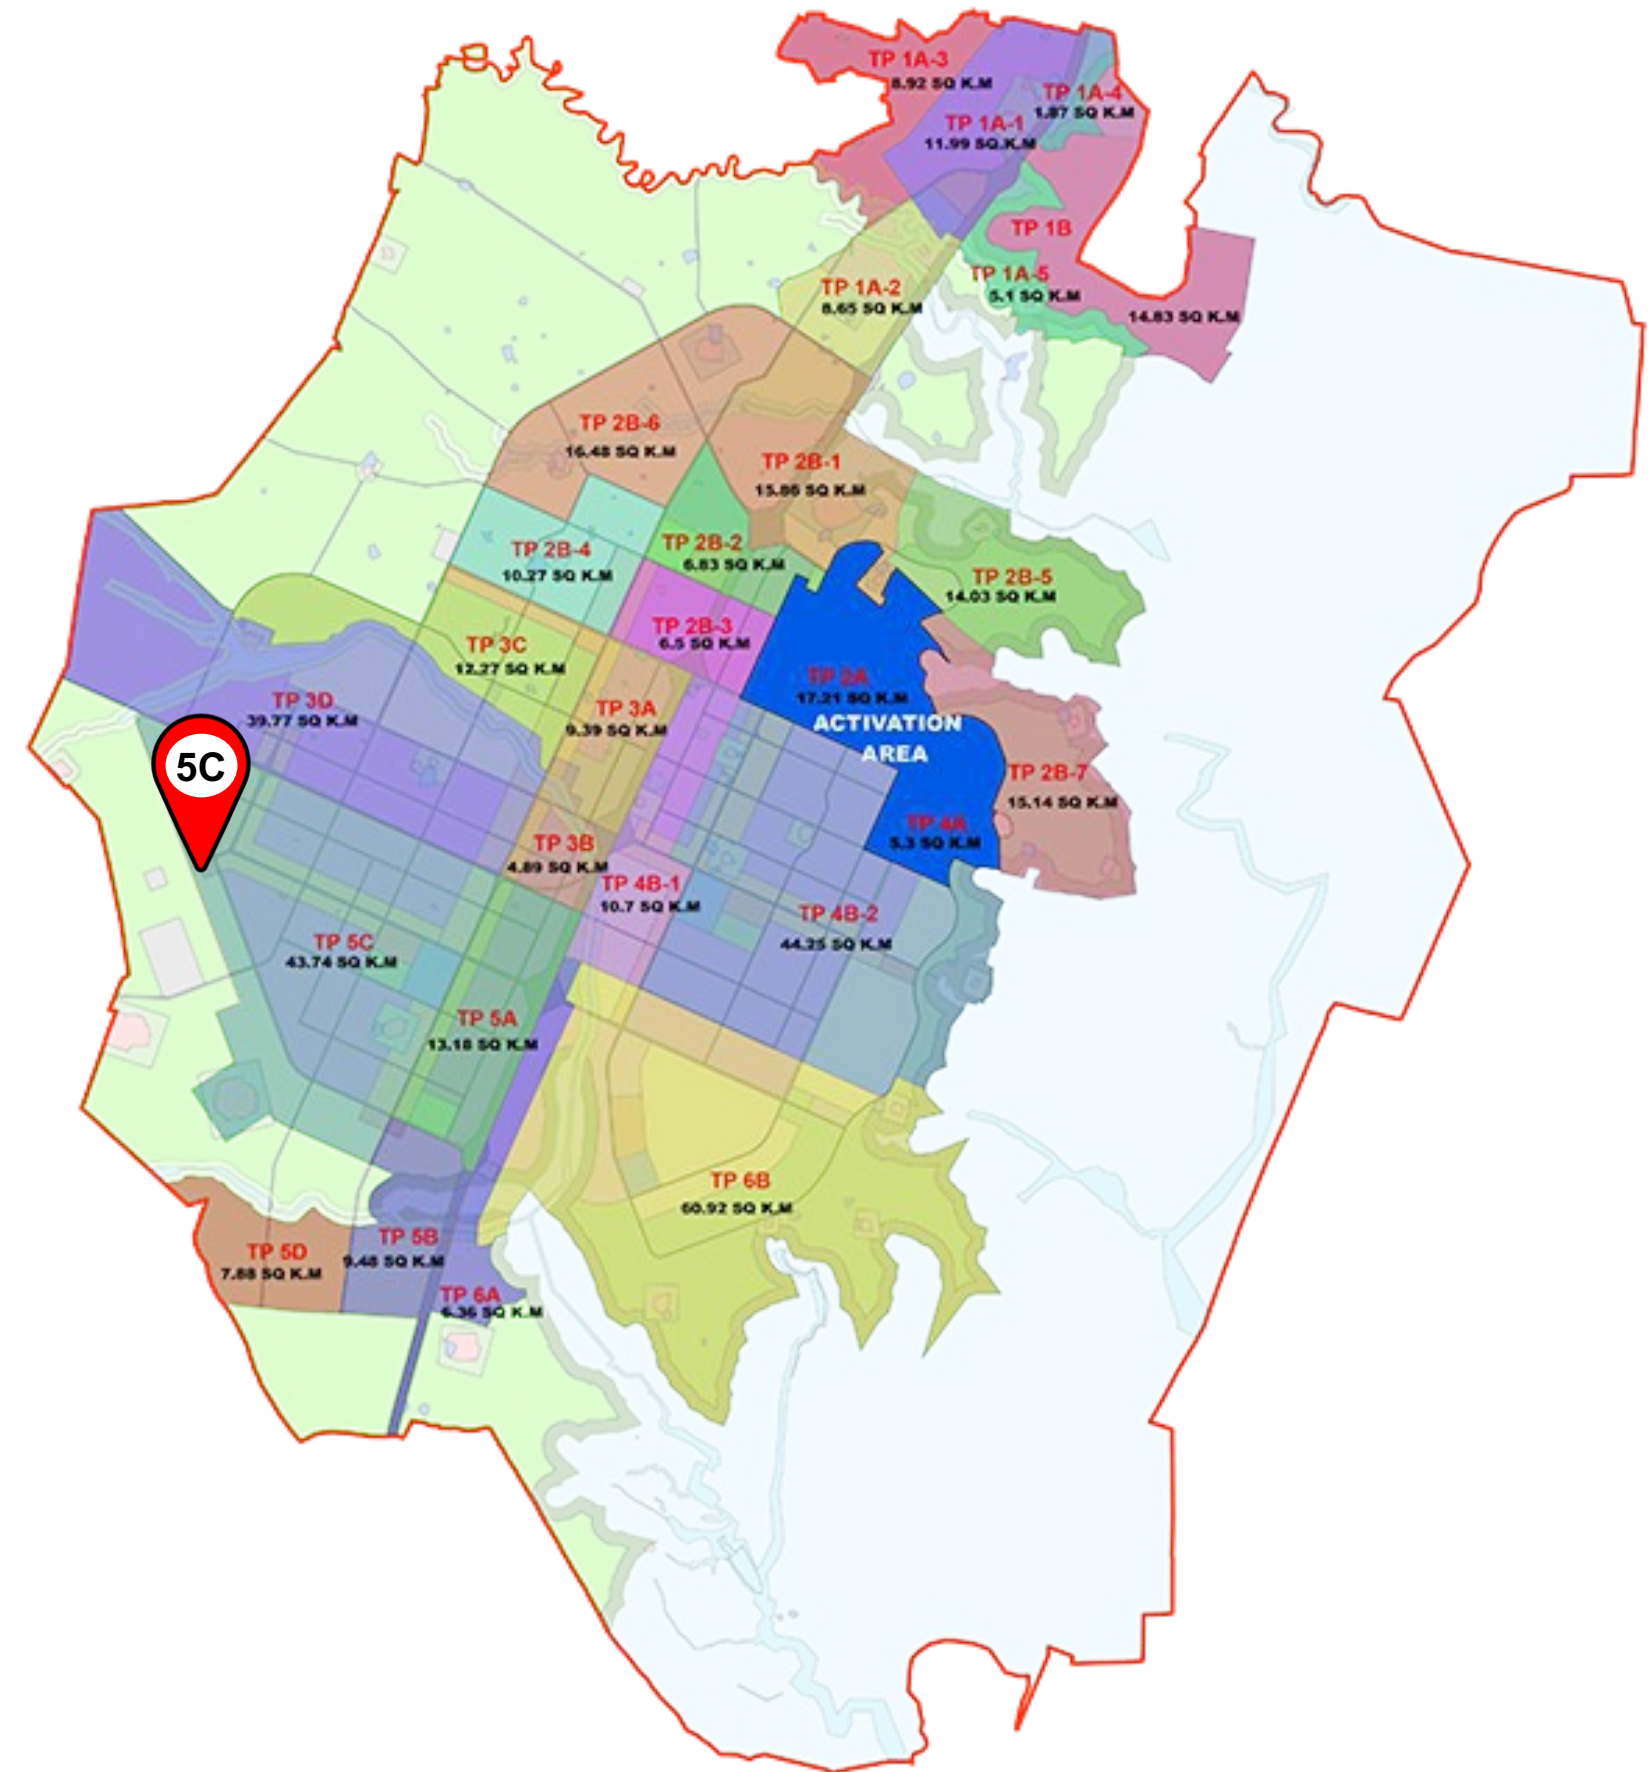 TP 1A-3
8.92 SQ K.M
TP 1A-4
1.87 SQ K.M
TP 1A-1
11.99 SQ.K.M
TP 1B
TP 1A-5
5.1 SQ K.M
14.83 SQ K.M
TP 1A-2
8.65 SQ K.M
TP 2B-6
16.48 SQ K.M
TP 2B-1
15.86 SQ K.M
TP 2B-4
10.27 SQ K.M
TP 2B-2
6.83 SQ K.M
TP 2B-5
14.03 SQ K.M
TP 2B-3
6.5 SQ K.M
TP 3C
12.27 SQ K.M
TP 2A
17.21 SQ K.M
ACTIVATION
AREA
TP 3D
39.77 SQ K.M
TP 3A
9.39 SQ K.M
5C
TP 2B-7
15.14 SQ K.M
TP 4A
5.3 SQ K.M
TP 3B
4.89 SQ K.M
TP 4B-1
10.7 SQ K.M
TP 4B-2
44.25 SQ K.M
TP 5C
43.74 SQ K.M
TP 5A
13.18 SQ K.M
TP 6B
60.92 SQ K.M
TP 5D
7.88 SQ K.M
TP 5B
9.48 SQ K.M
TP 6A
6.36 SQ K.M